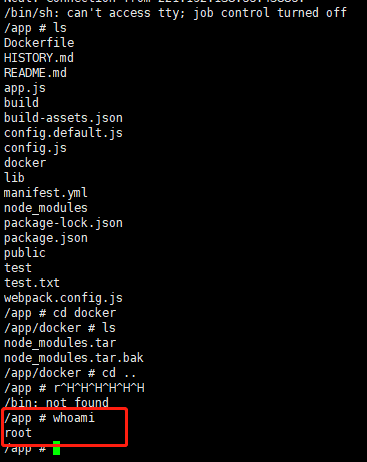 /bin/sh: can't access tty; job control turned off
/app # ls
Dockerfile
HISTORY.md
README.md
app.js
build
build-assets.json
config.default.js
config.js
docker
lib
manifest.yml
node_modules
package-lock.json
package.json
public
test
test.txt
webpack.config.js
/app # cd docker
/app/docker # ls
node_modules.tar
node_modules.tar.bak
/app/docker # cd ..
/app # r^H^H^H^H^H^H
/bin: not found
/app # whoami
root
/app #